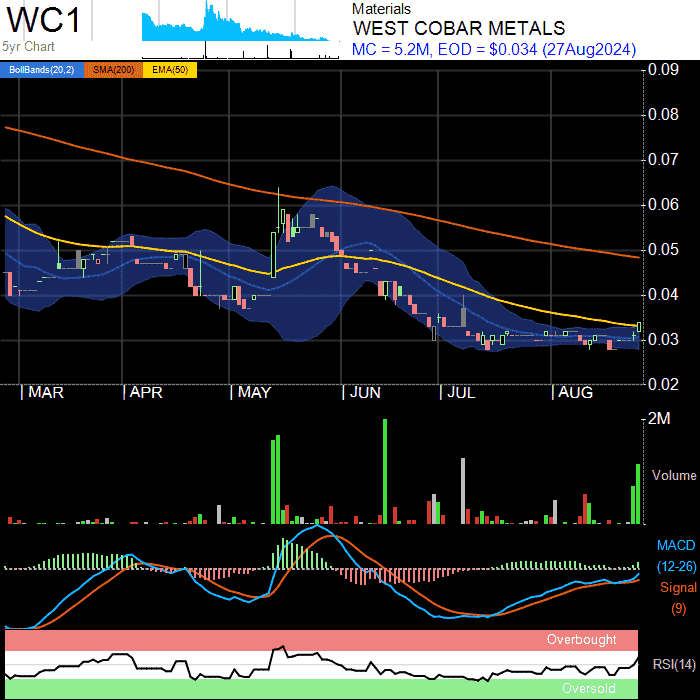 WC1
5yr Chart
Materials
WEST COBAR METALS
MC = 5.2M, EOD = $0.034 (27Aug2024)
BollBands(20,2) SMA(200) EMA(50)
0.09
0.08
0.07
0.06
0.05
0.04
0.03
0.02
| MAR | APR | MAY | JUN | JUL | AUG
2M
Volume
MACD
(12-26)
Signal
(9)
Overbought
RSI(14)
Oversold